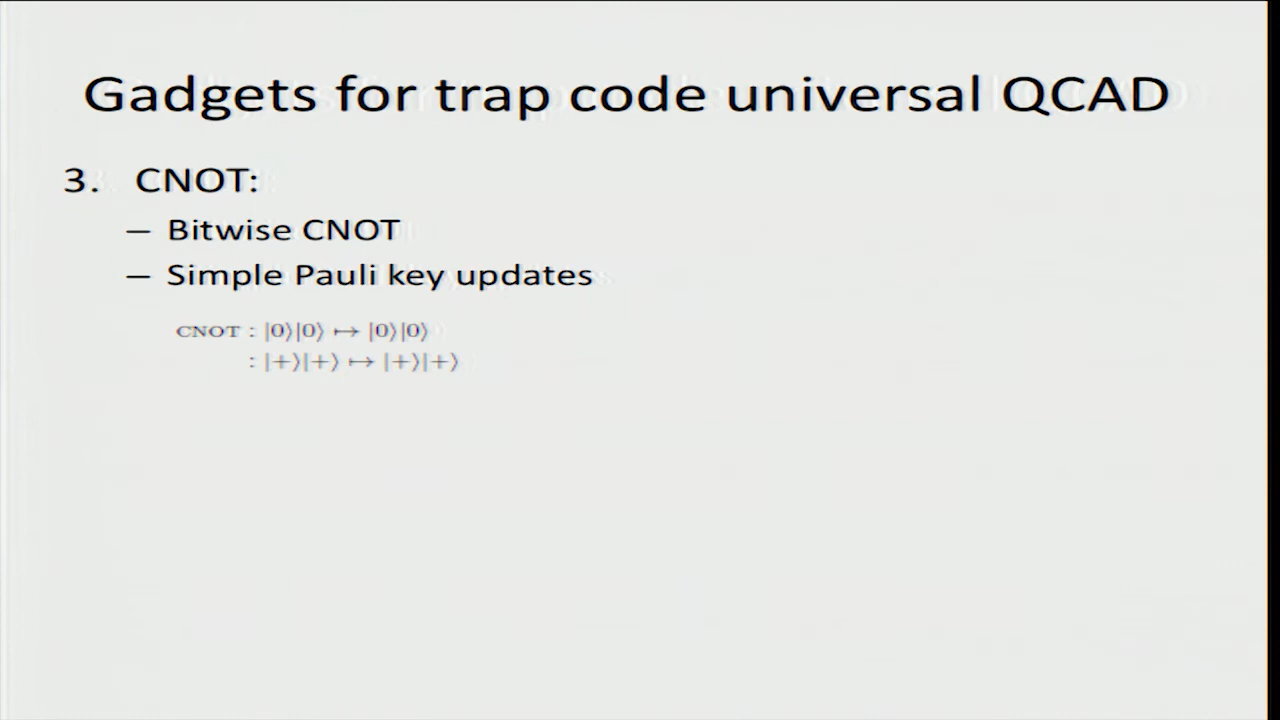 Gadgets for trap code universal QCAD
3. CNOT:
– Bitwise CNOT
– Simple Pauli key updates
CNOT : |0⟩|0⟩ ↦ |0⟩|0⟩
: |+⟩|+⟩ ↦ |+⟩|+⟩